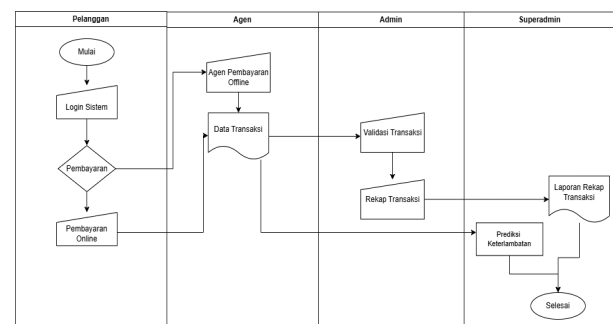 Pelanggan
Agen
Admin
Superadmin
Mulai
Login Sistem
Pembayaran
Pembayaran
Online
Agen Pembayaran
Offline
Data Transaksi
Validasi Transaksi
Rekap Transaksi
Laporan Rekap
Transaksi
Prediksi
Keterlambatan
Selesai